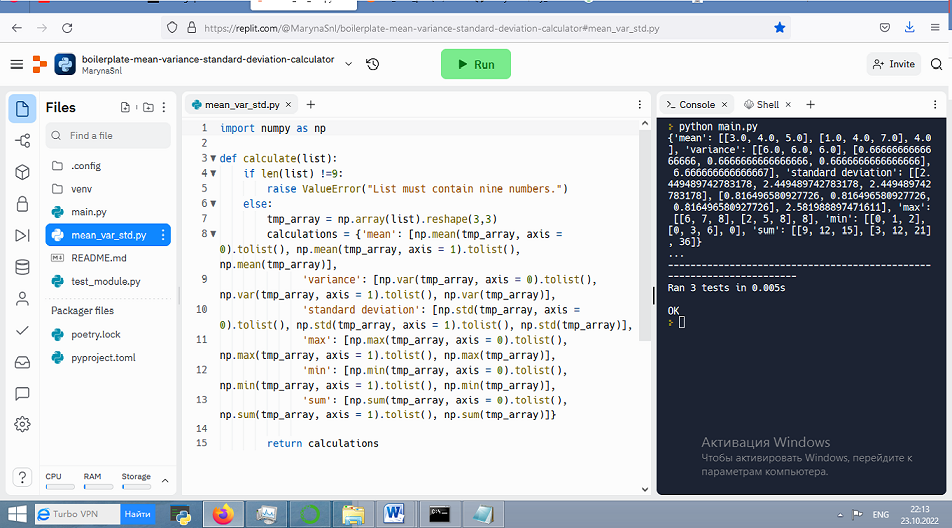 https://replit.com/@MarynaSnl/boilerplate-mean-variance-standard-deviation-calculator#mean_var_std.py
boilerplate-mean-variance-standard-deviation-calculator
MarynaSnl
Run
Invite
Files
Find a file
.config
venv
main.py
mean_var_std.py
README.md
test_module.py
Packager files
poetry.lock
pyproject.toml
CPU
RAM
Storage
mean_var_std.py
1 import numpy as np
2
3 def calculate(list):
4 if len(list) !=9:
5 raise ValueError("List must contain nine numbers.")
6 else:
7 tmp_array = np.array(list).reshape(3,3)
8 calculations = {'mean': [np.mean(tmp_array, axis =
0).tolist(), np.mean(tmp_array, axis = 1).tolist(),
np.mean(tmp_array)],
9 'variance': [np.var(tmp_array, axis = 0).tolist(),
np.var(tmp_array, axis = 1).tolist(), np.var(tmp_array)],
10 'standard deviation': [np.std(tmp_array, axis =
0).tolist(), np.std(tmp_array, axis = 1).tolist(), np.std(tmp_array)],
11 'max': [np.max(tmp_array, axis = 0).tolist(),
np.max(tmp_array, axis = 1).tolist(), np.max(tmp_array)],
12 'min': [np.min(tmp_array, axis = 0).tolist(),
np.min(tmp_array, axis = 1).tolist(), np.min(tmp_array)],
13 'sum': [np.sum(tmp_array, axis = 0).tolist(),
np.sum(tmp_array, axis = 1).tolist(), np.sum(tmp_array)]}
14
15 return calculations
Console
Shell
python main.py
{'mean': [[3.0, 4.0, 5.0], [1.0, 4.0, 7.0], 4.0
], 'variance': [[6.0, 6.0, 6.0], [0.66666666666
66666, 0.6666666666666666, 0.6666666666666666],
6.666666666666667], 'standard deviation': [[2.
449489742783178, 2.449489742783178, 2.449489742
783178], [0.816496580927726, 0.816496580927726,
0.816496580927726], 2.581988897471611], 'max':
[[6, 7, 8], [2, 5, 8], 8], 'min': [[0, 1, 2],
[0, 3, 6], 0], 'sum': [[9, 12, 15], [3, 12, 21]
, 36]}
...
----------------------------------------------------------------------
Ran 3 tests in 0.005s
OK
Активация Windows
Чтобы активировать Windows, перейдите к
параметрам компьютера.
Turbo VPN
Найти
ENG
22:13
23.10.2022